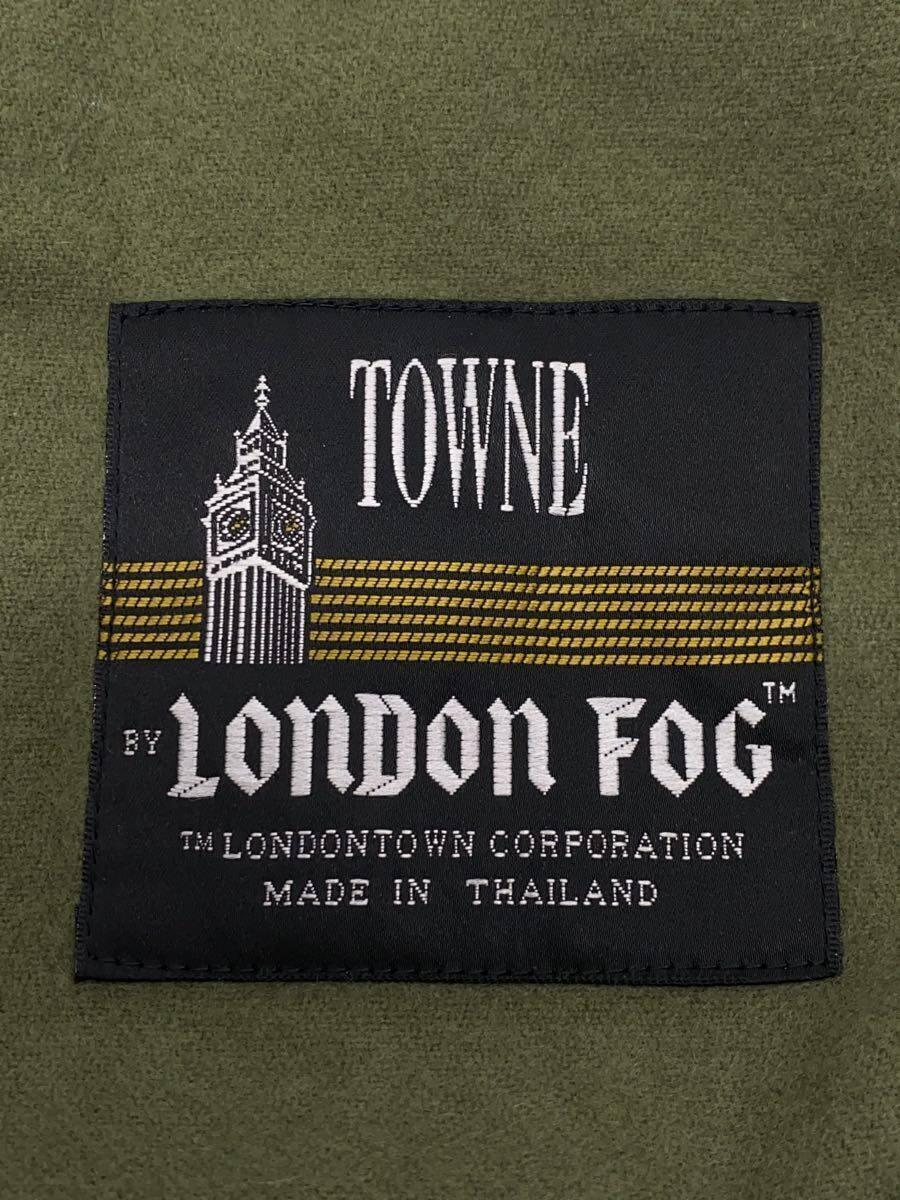 TOWNE
BY LONDON FOG™
™ LONDONTOWN CORPORATION
MADE IN THAILAND